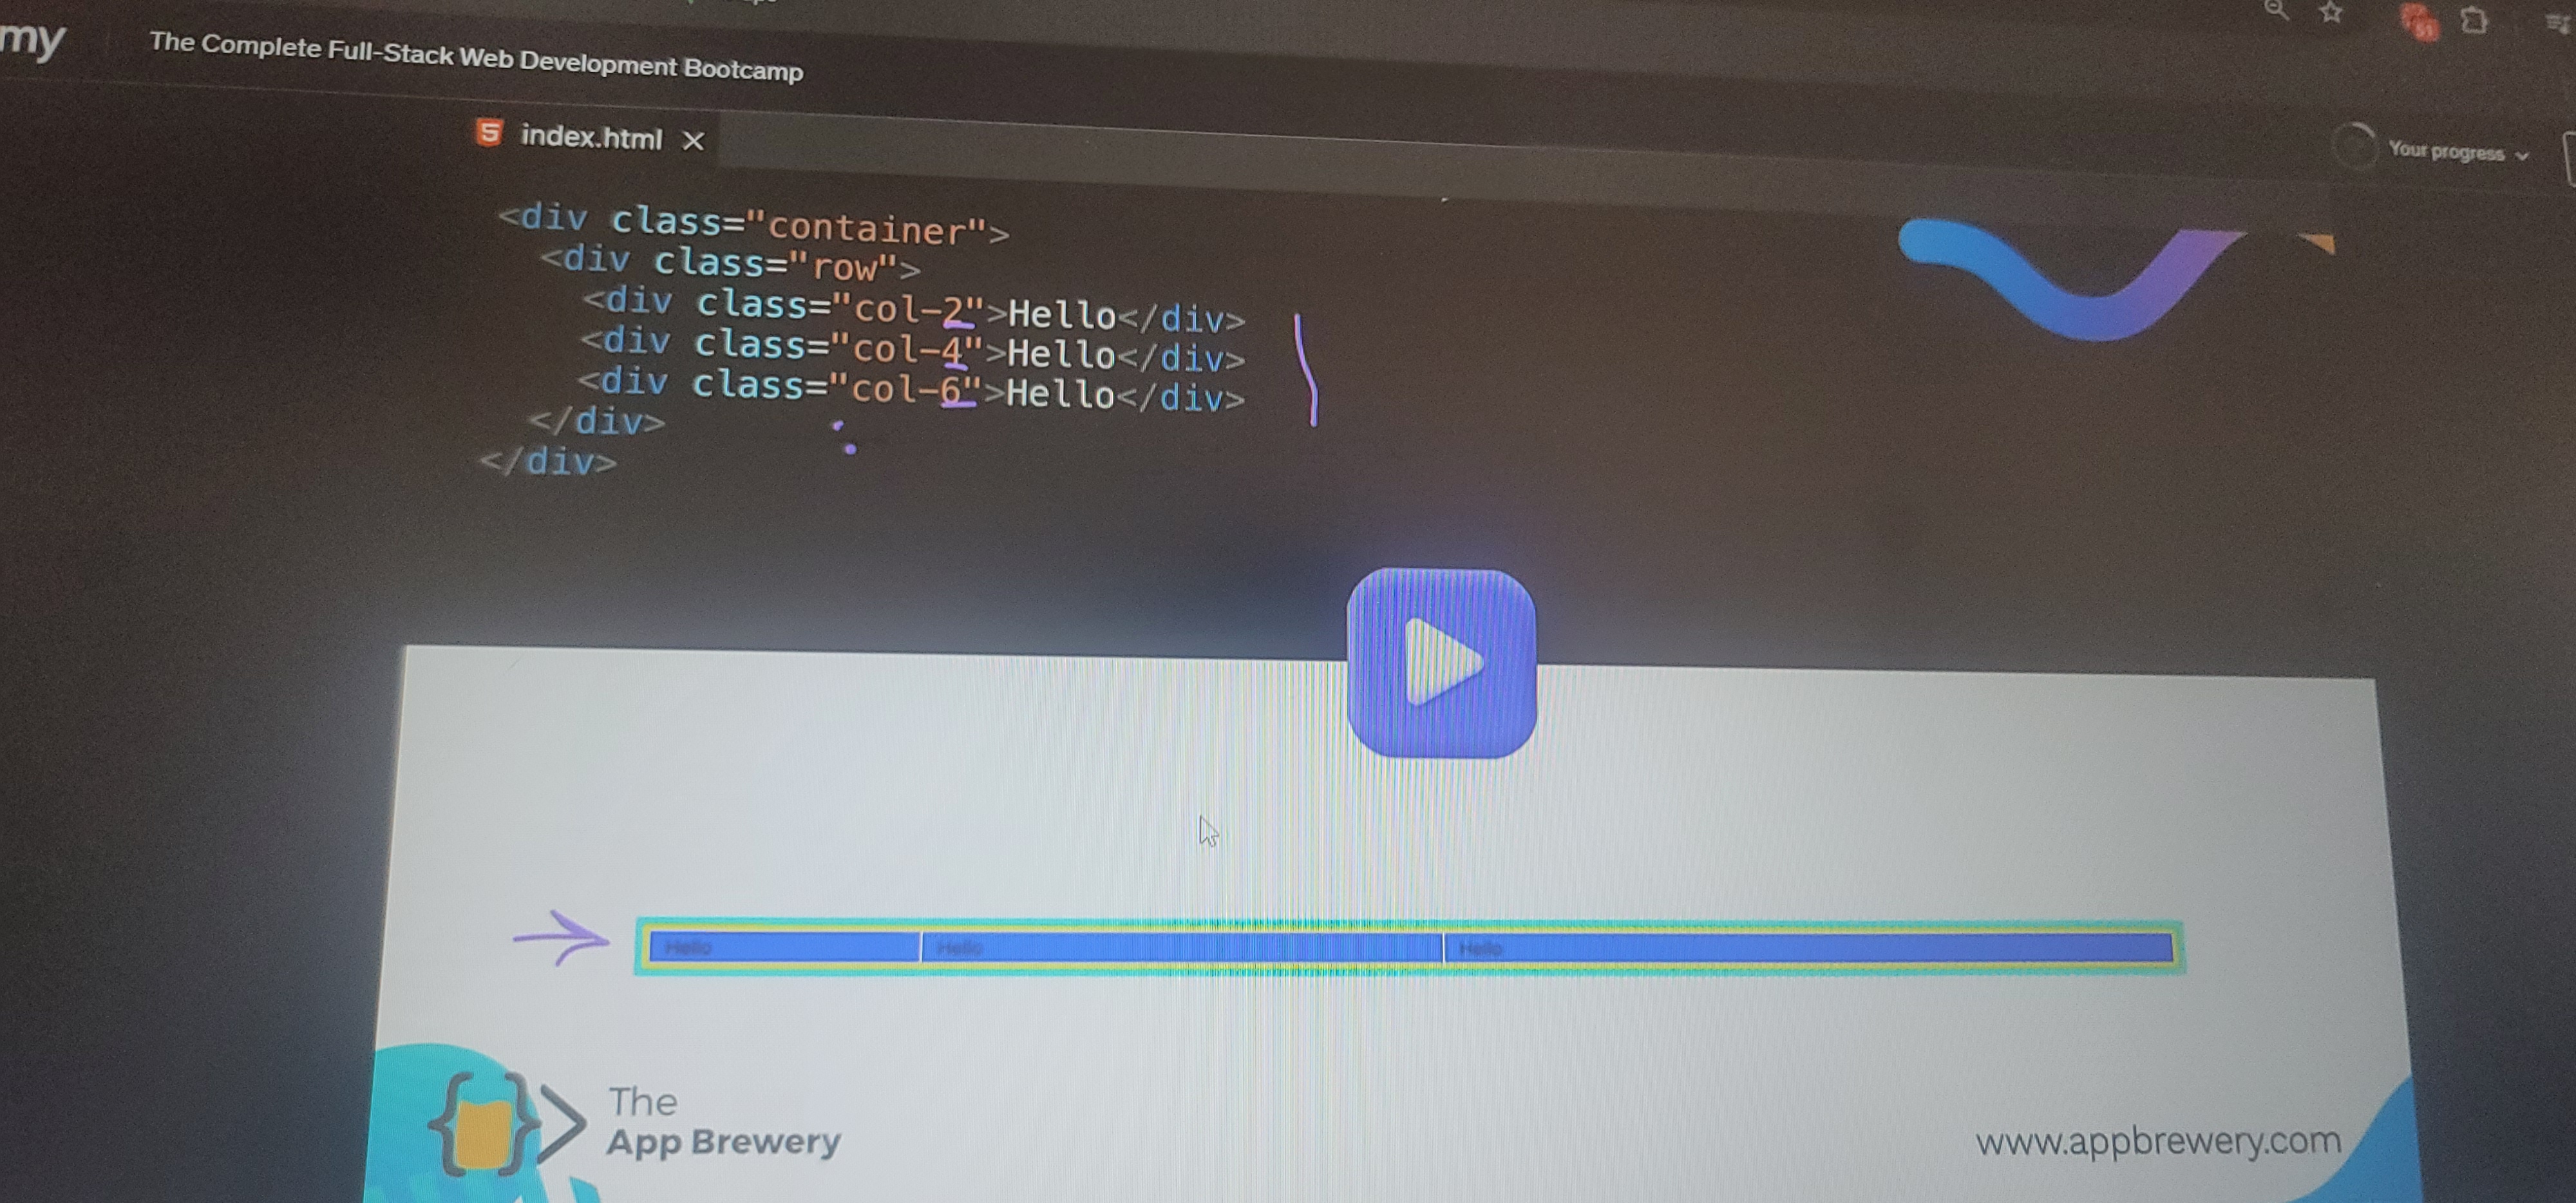 my
The Complete Full-Stack Web Development Bootcamp
51
index.html
Your progress
<div class="container">
<div class="row">
<div class="col-2">Hello</div>
<div class="col-4">Hello</div>
<div class="col-6">Hello</div>
</div>
</div>
Hello Hello Hello
The
App Brewery
www.appbrewery.com